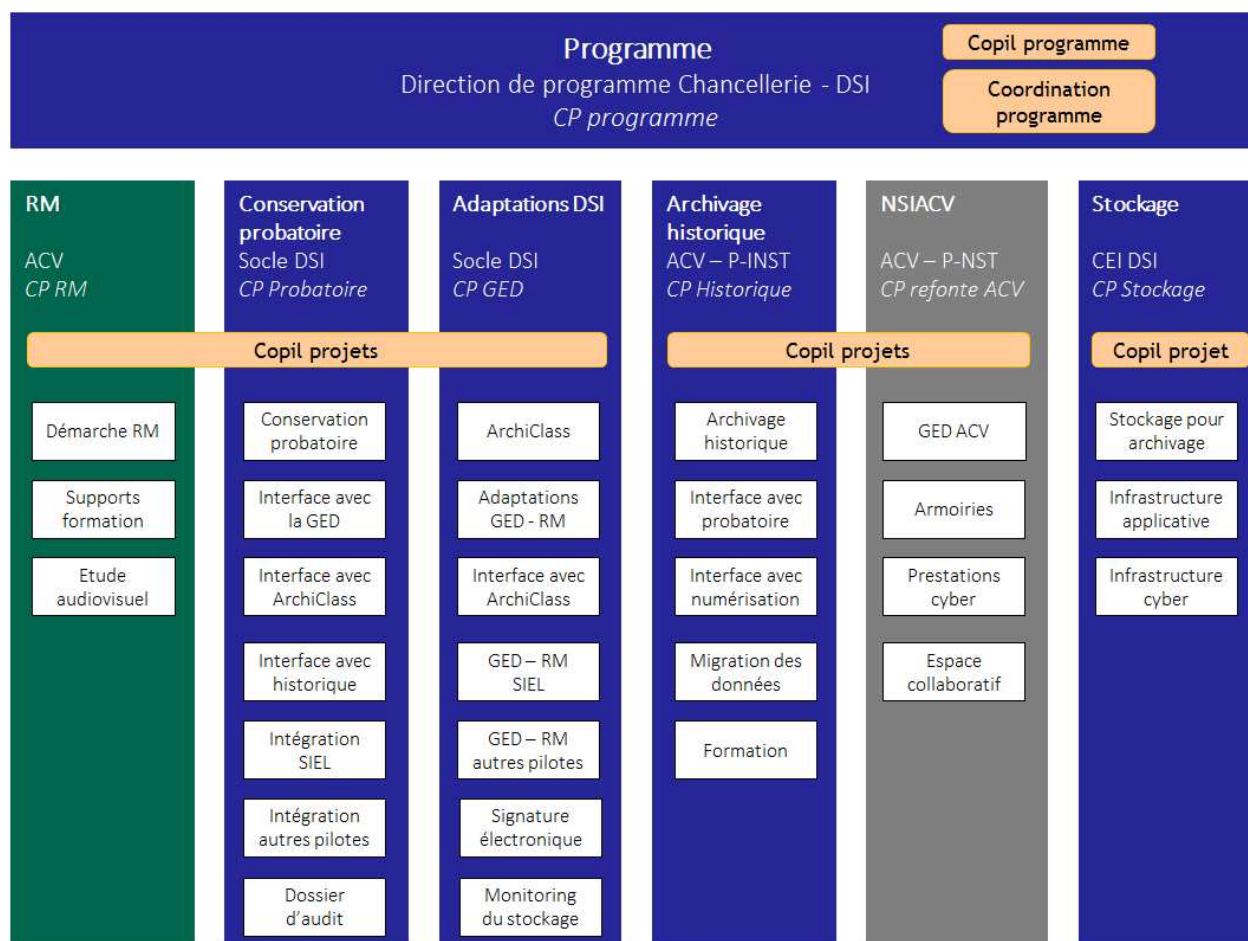 Programme
Direction de programme Chancellerie - DSI
CP programme
Copil programme
Coordination
programme
RM
ACV
CP RM
Conservation
probatoire
Socle DSI
CP Probatoire
Adaptations DSI
Socle DSI
CP GED
Archivage
historique
ACV – P-INST
CP Historique
NSIACV
ACV – P-NST
CP refonte ACV
Stockage
CEI DSI
CP Stockage
Copil projets
Copil projets
Copil projet
Démarche RM
Supports
formation
Etude
audiovisuel
Conservation
probatoire
Interface avec
la GED
Interface avec
ArchiClass
Interface avec
historique
Intégration
SIEL
Intégration
autres pilotes
Dossier
d'audit
ArchiClass
Adaptations
GED - RM
Interface avec
ArchiClass
GED – RM
SIEL
GED – RM
autres pilotes
Signature
électronique
Monitoring
du stockage
Archivage
historique
Interface avec
probatoire
Interface avec
numérisation
Migration des
données
Formation
GED ACV
Armoiries
Prestations
cyber
Espace
collaboratif
Stockage pour
archivage
Infrastructure
applicative
Infrastructure
cyber